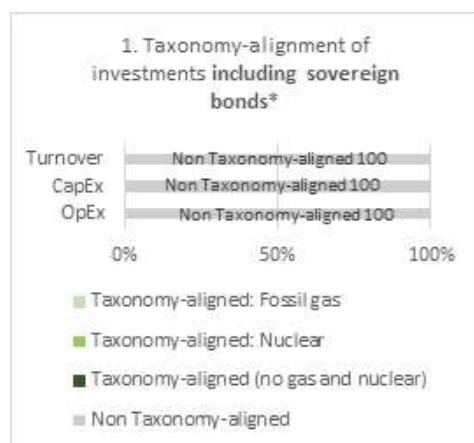 1. Taxonomy-alignment of
investments including sovereign
bonds*
Turnover Non Taxonomy-aligned 100
CapEx Non Taxonomy-aligned 100
OpEx Non Taxonomy-aligned 100
0% 50% 100%
Taxonomy-aligned: Fossil gas
Taxonomy-aligned: Nuclear
Taxonomy-aligned (no gas and nuclear)
Non Taxonomy-aligned